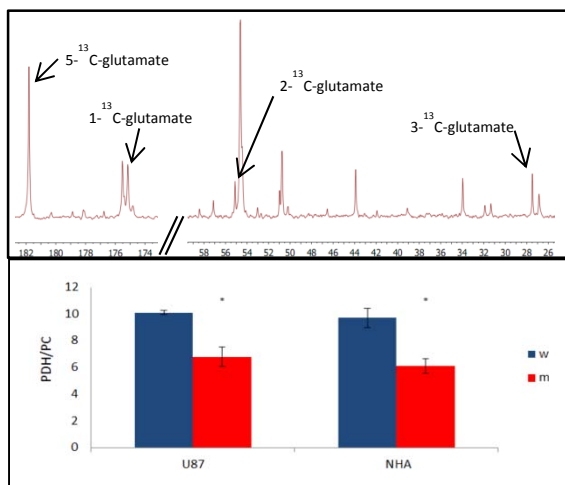 5-¹³C-glutamate
1-¹³C-glutamate
2-¹³C-glutamate
3-¹³C-glutamate
182 180 178 176 174 58 56 54 52 50 48 46 44 42 40 38 36 34 32 30 28 26
12
10
8
6
4
2
0
PDH/PC
* *
w
m
U87 NHA